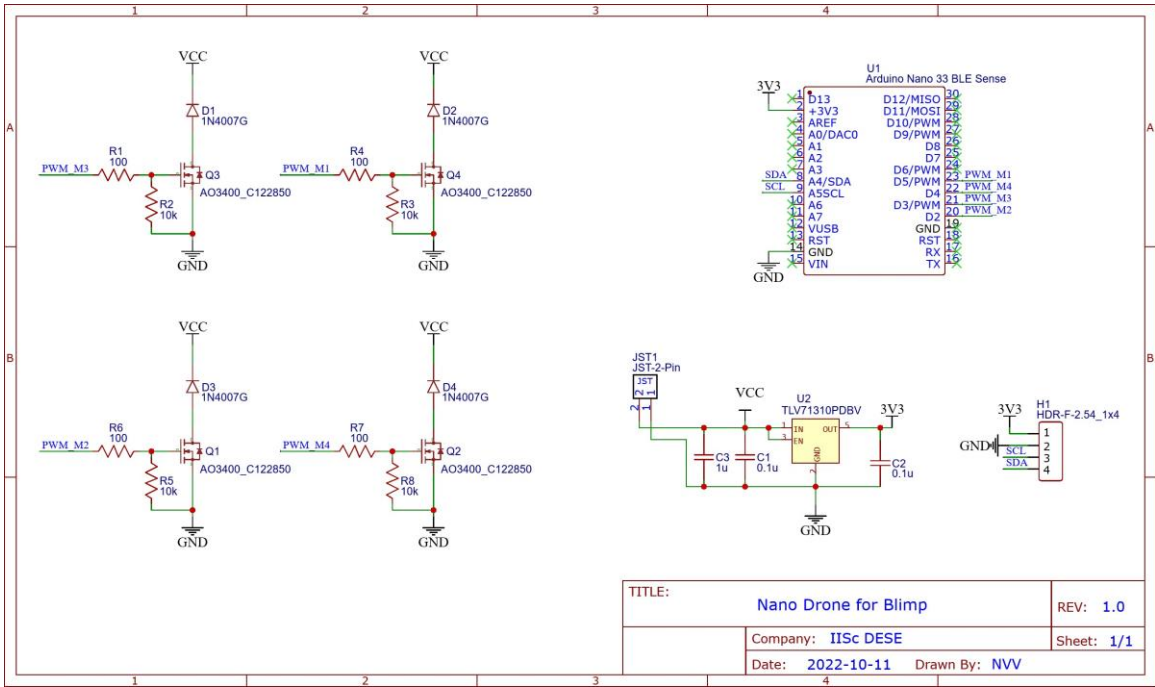 1 2 3 4
A
B
VCC
D1
1N4007G
PWM_M3
R1
100
R2
10k
Q3
AO3400_C122850
GND
VCC
D2
1N4007G
PWM_M1
R4
100
R3
10k
Q4
AO3400_C122850
GND
U1
Arduino Nano 33 BLE Sense
3V3
1 D13 D12/MISO 30
2 +3V3 D11/MOSI 29
3 AREF D10/PWM 28
4 A0/DAC0 D9/PWM 27
5 A1 D8 26
6 A2 D7 25
7 A3 D6/PWM 24
SDA 8 A4/SDA D5/PWM 23 PWM_M1
SCL 9 A5SCL D4 22 PWM_M4
10 A6 D3/PWM 21 PWM_M3
11 A7 D2 20 PWM_M2
12 VUSB GND 19
13 RST RST 18
14 GND RX 17
15 VIN TX 16
GND
VCC
D3
1N4007G
PWM_M2
R6
100
R5
10k
Q1
AO3400_C122850
GND
VCC
D4
1N4007G
PWM_M4
R7
100
R8
10k
Q2
AO3400_C122850
GND
JST1
JST-2-Pin
JST
2 1
2 1
VCC
U2
TLV71310PDBV
1 IN OUT 5
3 EN
GND
2
3V3
C3
1u
C1
0.1u
C2
0.1u
GND
H1
HDR-F-2.54_1x4
3V3
1
GND 2
SCL 3
SDA 4
A
B
TITLE:
Nano Drone for Blimp
REV: 1.0
Company: IISc DESE
Sheet: 1/1
Date: 2022-10-11 Drawn By: NVV
1 2 3 4